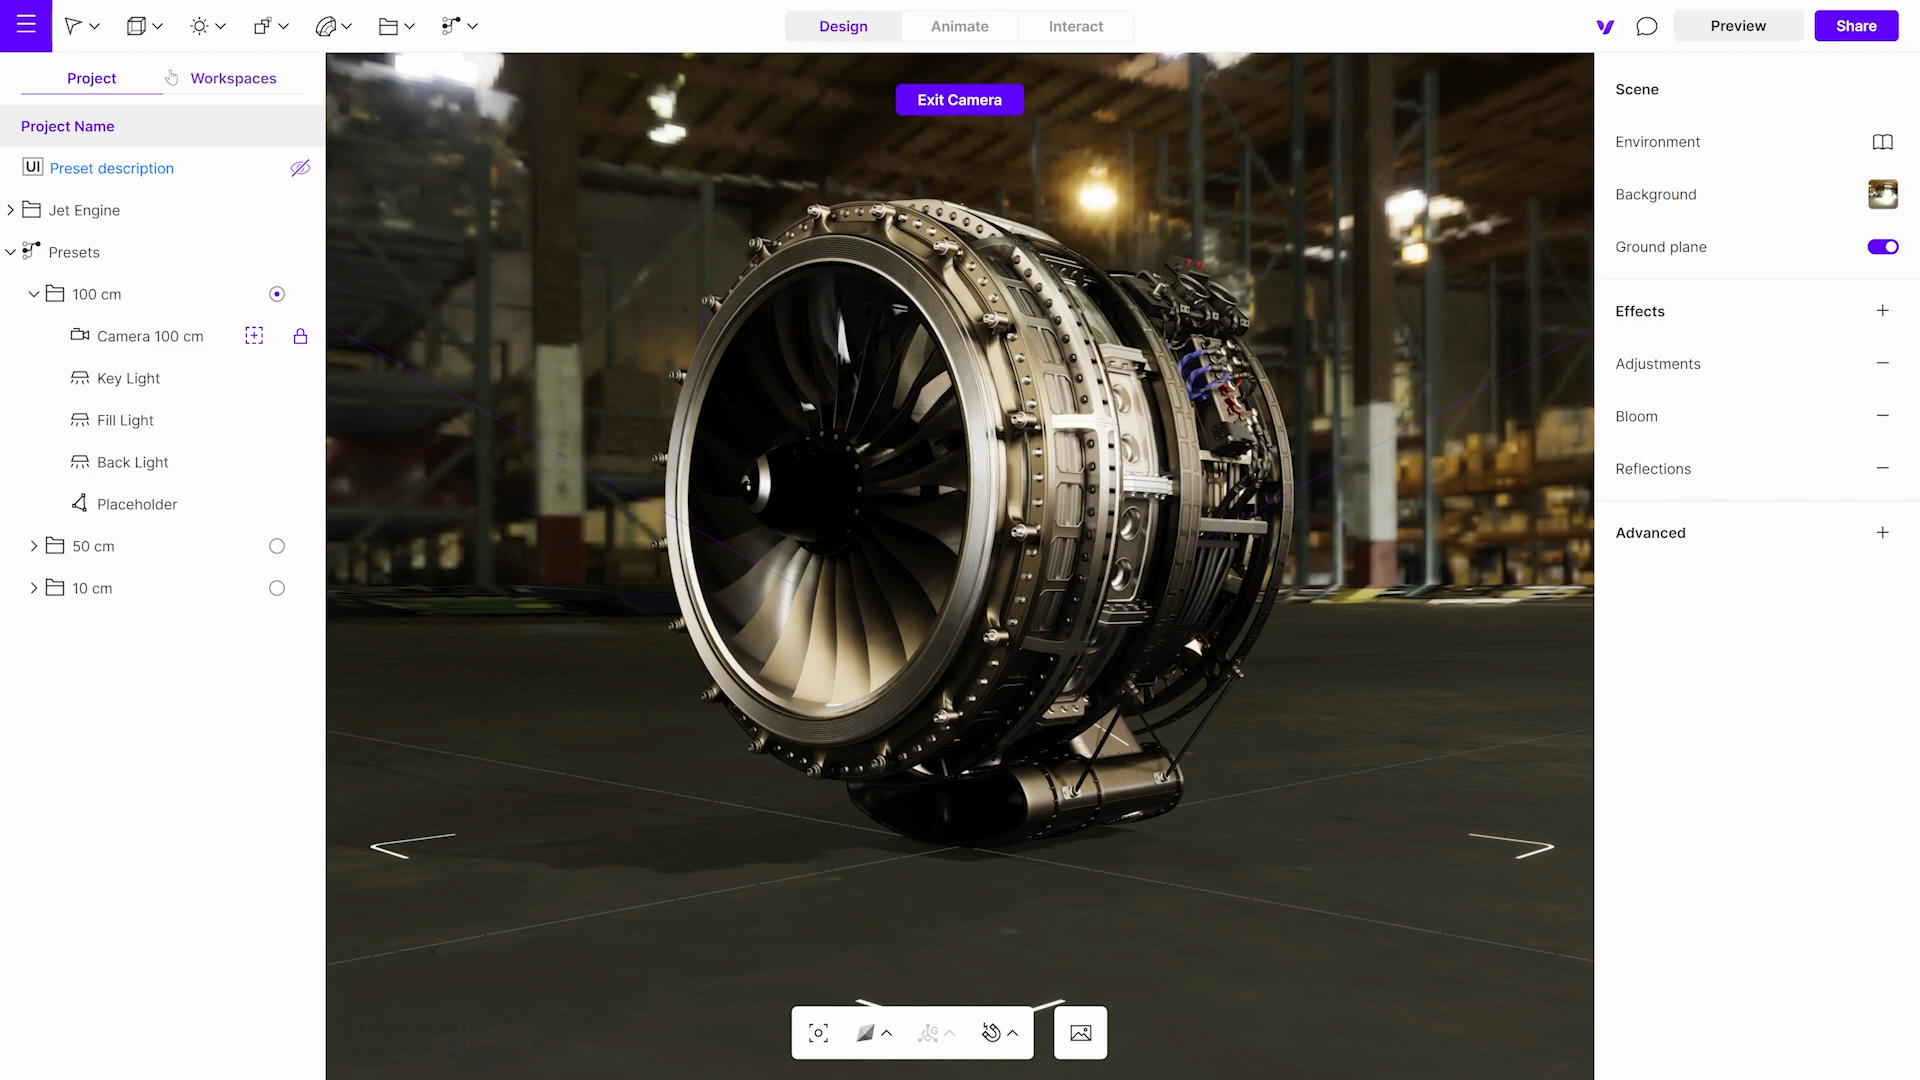 Design
Animate
Interact
Preview
Share
Project
Workspaces
Project Name
UI Preset description
Jet Engine
Presets
100 cm
Camera 100 cm
Key Light
Fill Light
Back Light
Placeholder
50 cm
10 cm
Exit Camera
Scene
Environment
Background
Ground plane
Effects
Adjustments
Bloom
Reflections
Advanced